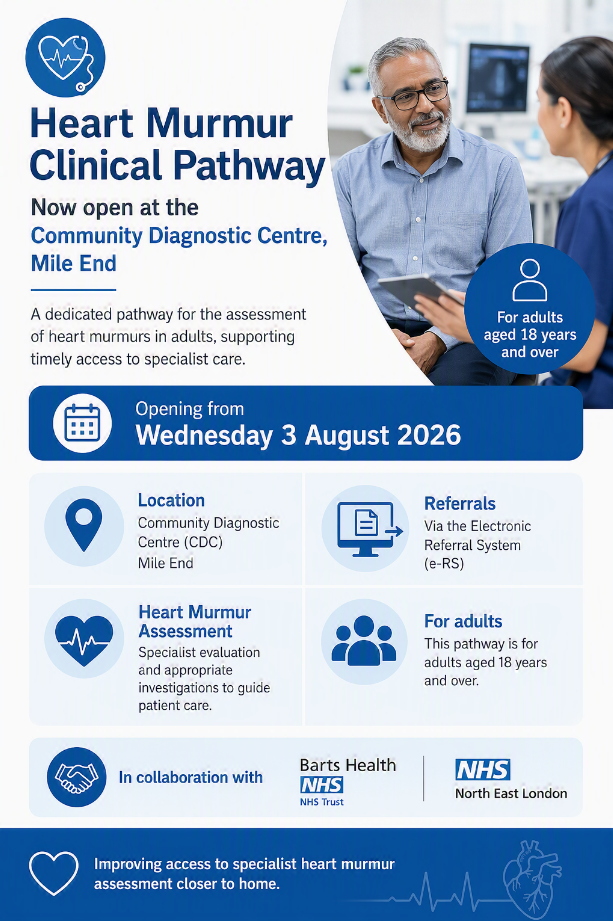 Heart Murmur
Clinical Pathway
Now open at the
Community Diagnostic Centre,
Mile End
A dedicated pathway for the assessment
of heart murmurs in adults, supporting
timely access to specialist care.
For adults
aged 18 years
and over
Opening from
Wednesday 3 August 2026
Location
Community Diagnostic
Centre (CDC)
Mile End
Referrals
Via the Electronic
Referral System
(e-RS)
Heart Murmur
Assessment
Specialist evaluation
and appropriate
investigations to guide
patient care.
For adults
This pathway is for
adults aged 18 years
and over.
In collaboration with
Barts Health
NHS
NHS Trust
NHS
North East London
Improving access to specialist heart murmur
assessment closer to home.